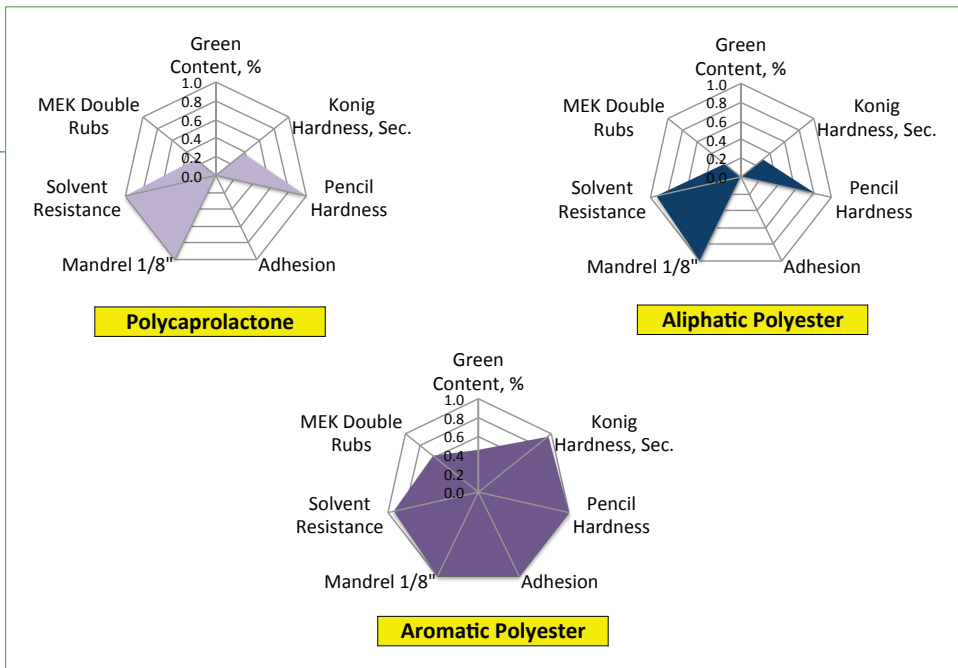 Green
Content, %
1.0
0.8
0.6
0.4
0.2
0.0
Konig
Hardness, Sec.
Pencil
Hardness
Adhesion
Mandrel 1/8"
Solvent
Resistance
MEK Double
Rubs
Polycaprolactone
Green
Content, %
1.0
0.8
0.6
0.4
0.2
0.0
Konig
Hardness, Sec.
Pencil
Hardness
Adhesion
Mandrel 1/8"
Solvent
Resistance
MEK Double
Rubs
Aliphatic Polyester
Green
Content, %
1.0
0.8
0.6
0.4
0.2
0.0
Konig
Hardness, Sec.
Pencil
Hardness
Adhesion
Mandrel 1/8"
Solvent
Resistance
MEK Double
Rubs
Aromatic Polyester